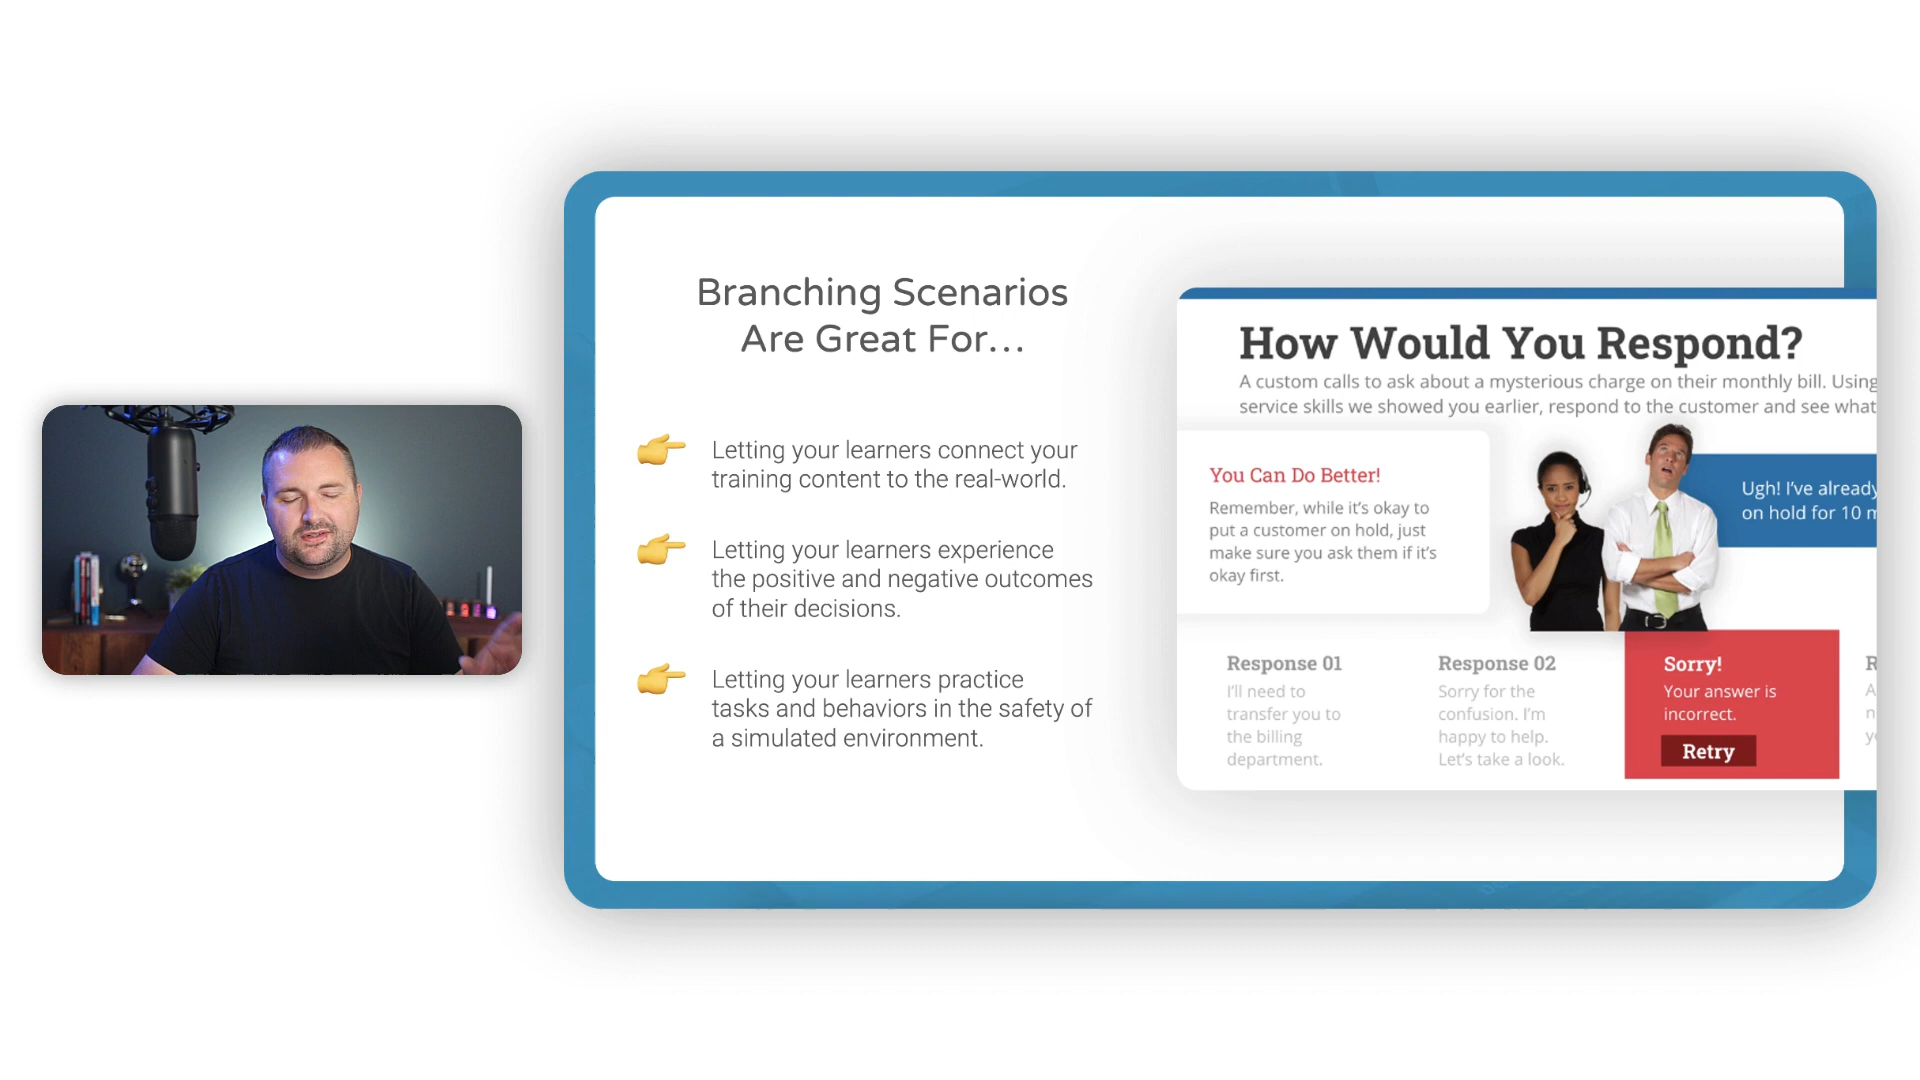 Branching Scenarios
Are Great For…
Letting your learners connect your
training content to the real-world.
Letting your learners experience
the positive and negative outcomes
of their decisions.
Letting your learners practice
tasks and behaviors in the safety of
a simulated environment.
How Would You Respond?
A custom calls to ask about a mysterious charge on their monthly bill. Using
service skills we showed you earlier, respond to the customer and see what
You Can Do Better!
Remember, while it's okay to
put a customer on hold, just
make sure you ask them if it's
okay first.
Ugh! I've already
on hold for 10 m
Response 01
I'll need to
transfer you to
the billing
department.
Response 02
Sorry for the
confusion. I'm
happy to help.
Let's take a look.
Sorry!
Your answer is
incorrect.
Retry